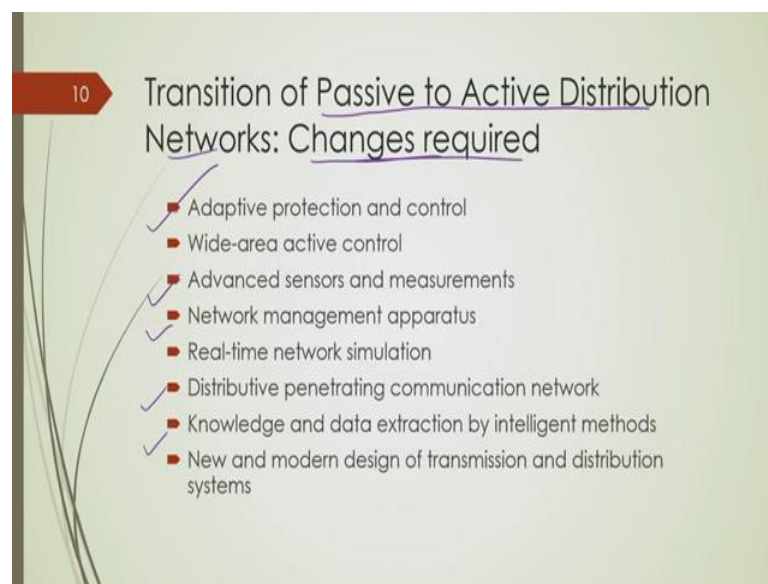 10
Transition of Passive to Active Distribution
Networks: Changes required
Adaptive protection and control
Wide-area active control
Advanced sensors and measurements
Network management apparatus
Real-time network simulation
Distributive penetrating communication network
Knowledge and data extraction by intelligent methods
New and modern design of transmission and distribution
systems